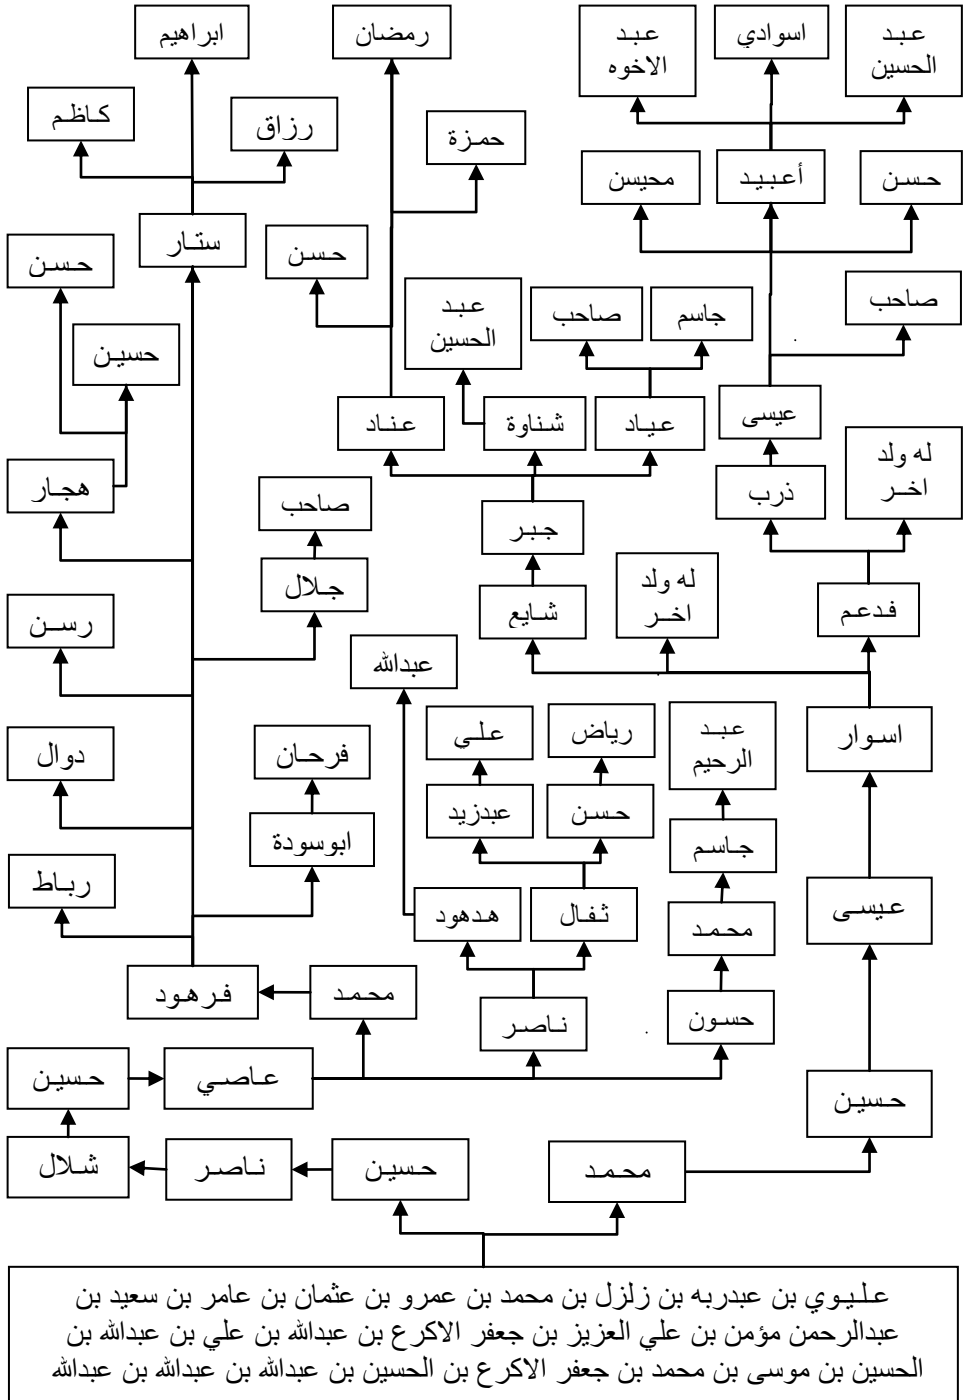 ابراهيم
رمضان
عبد
الاخوه
اسوادي
عبد
الحسين
كاظم
رزاق
حمزة
محيسن
أعبيد
حسن
ستار
حسن
حسن
عبد
الحسين
صاحب
جاسم
صاحب
حسين
عناد
شناوة
عياد
عيسى
هجار
صاحب
جبر
ذرب
له ولد
اخر
جلال
شايع
له ولد
اخر
فدعم
رسن
عبدالله
دوال
فرحان
علي
رياض
عبد
الرحيم
اسوار
ابوسودة
عبدزيد
حسن
جاسم
رباط
هدهود
ثفال
محمد
عيسى
فرهود
محمد
ناصر
حسون
حسين
عاصي
حسين
شلال
ناصر
حسين
محمد
عليوي بن عبدربه بن زلزل بن محمد بن عمرو بن عثمان بن عامر بن سعيد بن
عبدالرحمن مؤمن بن علي العزيز بن جعفر الاكرع بن عبدالله بن علي بن عبدالله بن
الحسين بن موسى بن محمد بن جعفر الاكرع بن الحسين بن عبدالله بن عبدالله بن عبدالله